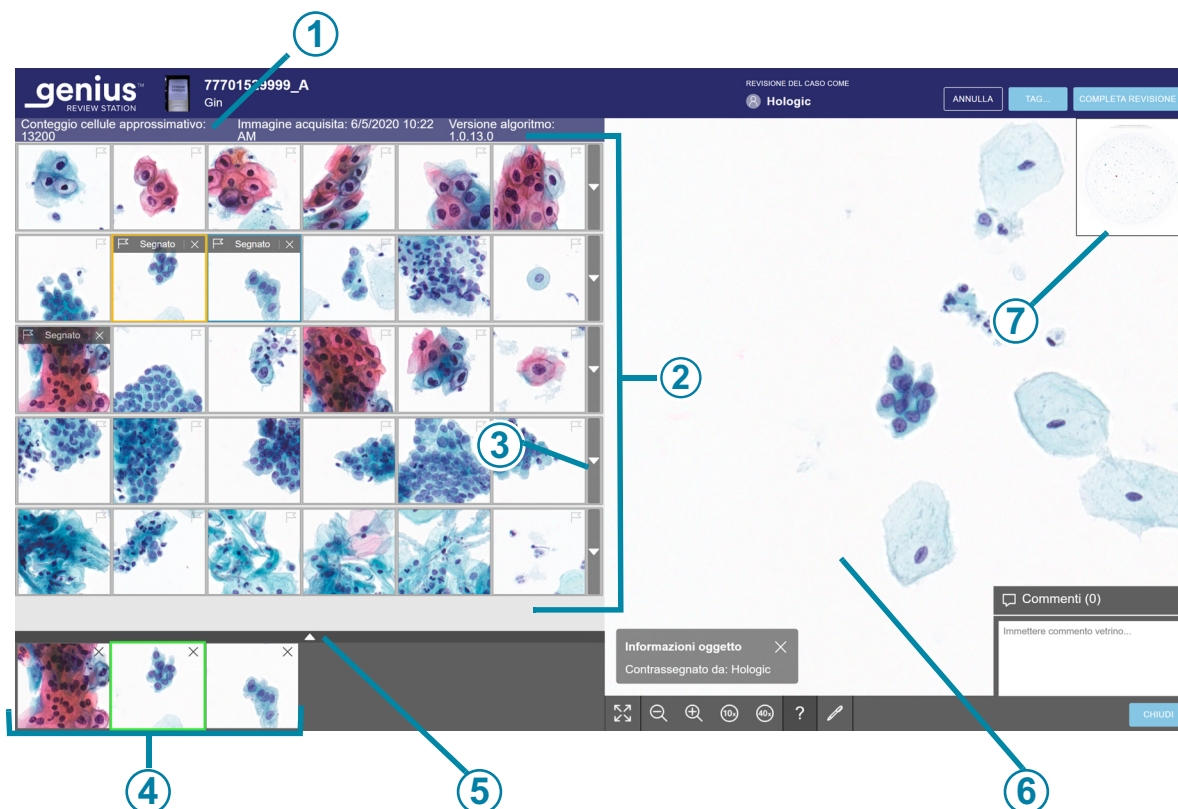 1
genius™
REVIEW STATION
77701529999_A
Gin
REVISIONE DEL CASO COME
Hologic
ANNULLA
TAG...
COMPLETA REVISIONE
Conteggio cellule approssimativo:
13200
Immagine acquisita: 6/5/2020 10:22
AM
Versione algoritmo:
1.0.13.0
Segnato
Segnato
7
Segnato
2
3
Commenti (0)
Immettere commento vetrino...
Informazioni oggetto
Contrassegnato da: Hologic
10x
40x
?
CHIUDI
4
5
6